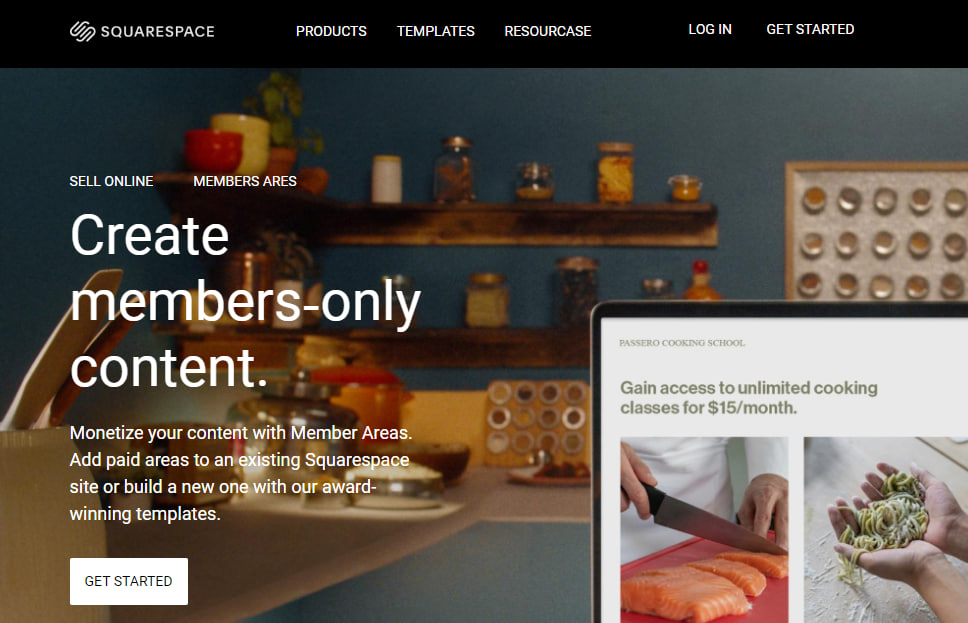 SQUARESPACE
PRODUCTS TEMPLATES RESOURCASE
LOG IN GET STARTED
SELL ONLINE MEMBERS ARES
Create
members-only
content.
Monetize your content with Member Areas.
Add paid areas to an existing Squarespace
site or build a new one with our award-
winning templates.
GET STARTED
PASSERO COOKING SCHOOL
Gain access to unlimited cooking
classes for $15/month.